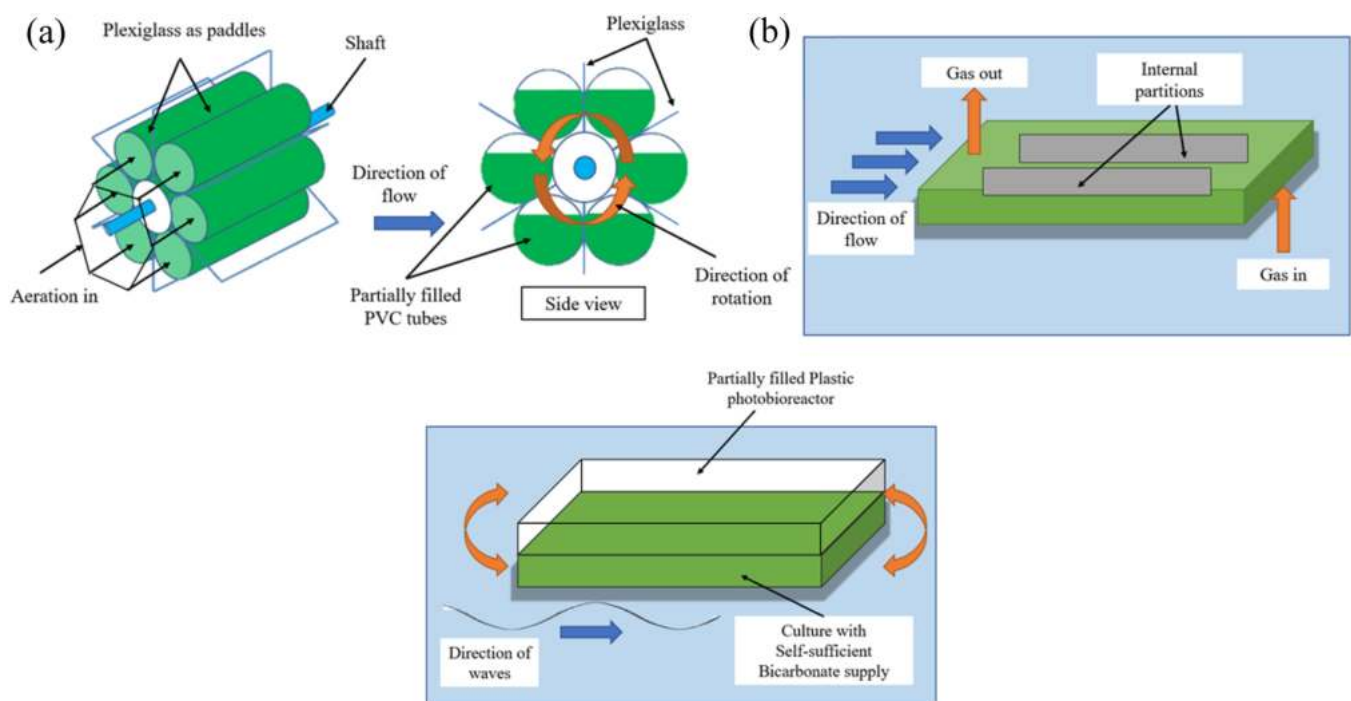 (a)
Plexiglass as paddles
Shaft
Aeration in
Direction of
flow
Plexiglass
Partially filled
PVC tubes
Side view
Direction of
rotation
(b)
Gas out
Internal
partitions
Direction of
flow
Gas in
Partially filled Plastic
photobioreactor
Direction of
waves
Culture with
Self-sufficient
Bicarbonate supply